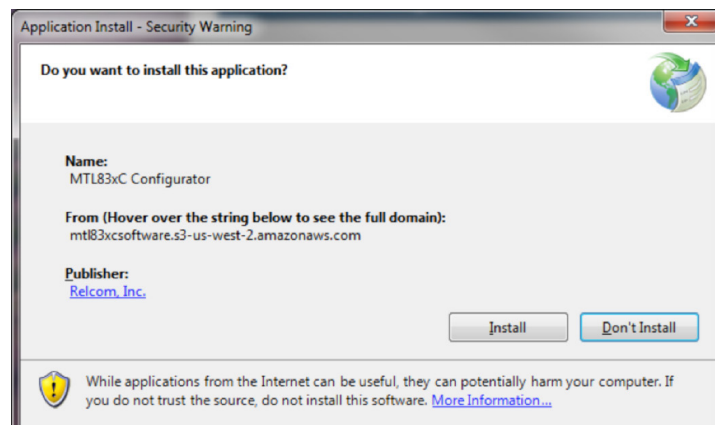 Application Install - Security Warning
Do you want to install this application?
Name:
MTL83xC Configurator
From (Hover over the string below to see the full domain):
mtl83xcsoftware.s3-us-west-2.amazonaws.com
Publisher:
Relcom, Inc.
Install Don't Install
While applications from the Internet can be useful, they can potentially harm your computer. If
you do not trust the source, do not install this software. More Information...